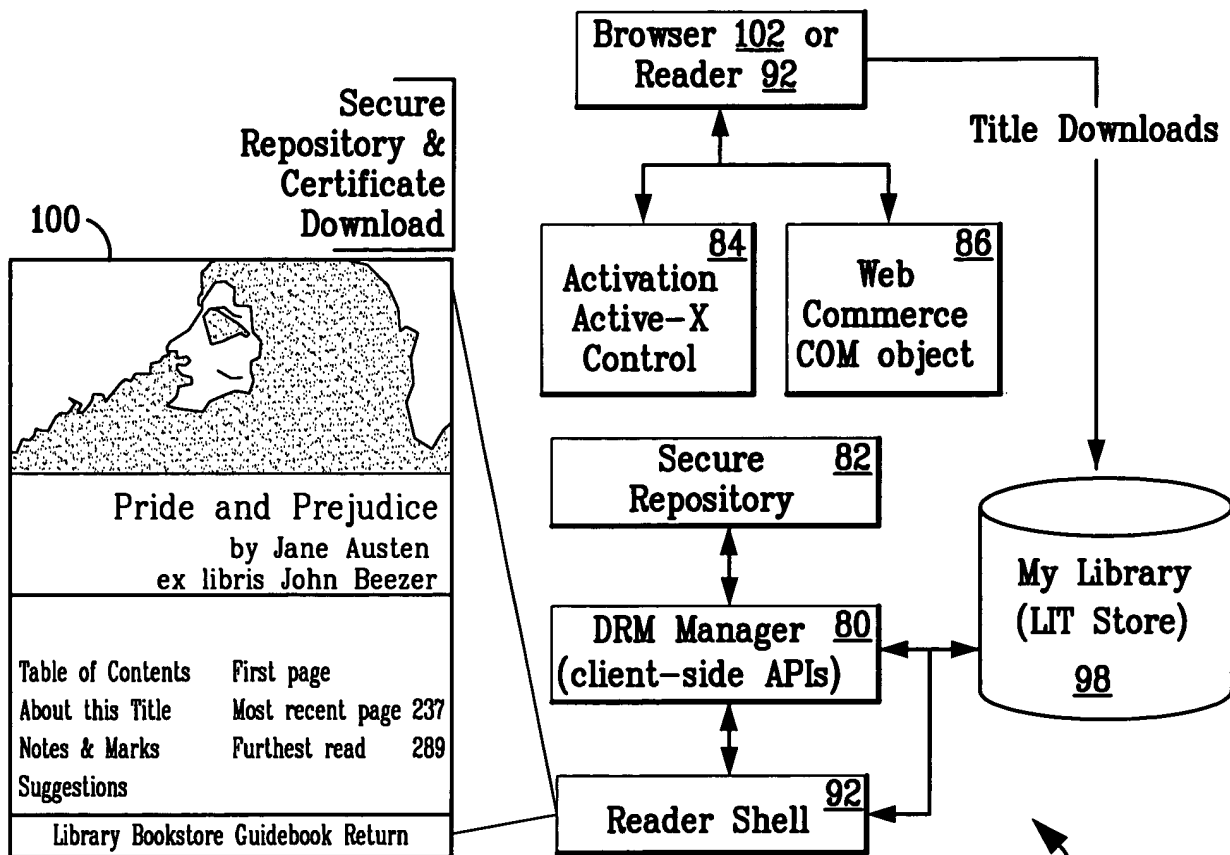 Secure
Repository &
Certificate
Download
100
Pride and Prejudice
by Jane Austen
ex libris John Beezer
Table of Contents First page
About this Title Most recent page 237
Notes & Marks Furthest read 289
Suggestions
Library Bookstore Guidebook Return
Browser 102 or
Reader 92
Title Downloads
84
Activation
Active-X
Control
86
Web
Commerce
COM object
Secure 82
Repository
DRM Manager 80
(client-side APIs)
Reader Shell 92
My Library
(LIT Store)
98